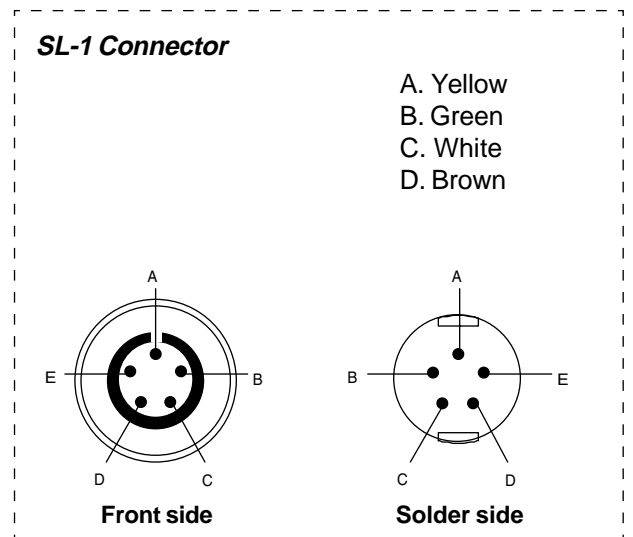 SL-1 Connector
A. Yellow
B. Green
C. White
D. Brown
A
A
E
B
B
E
D
C
C
D
Front side
Solder side